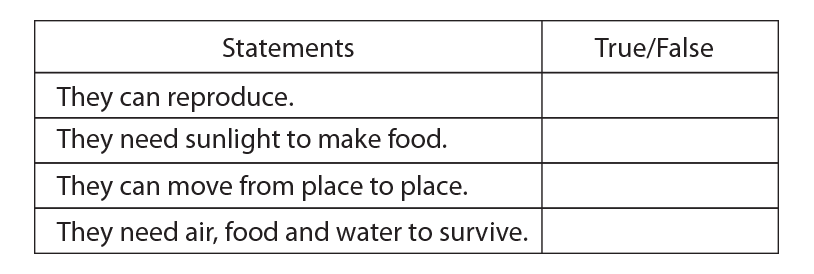 Statements True/False
They can reproduce.
They need sunlight to make food.
They can move from place to place.
They need air, food and water to survive.